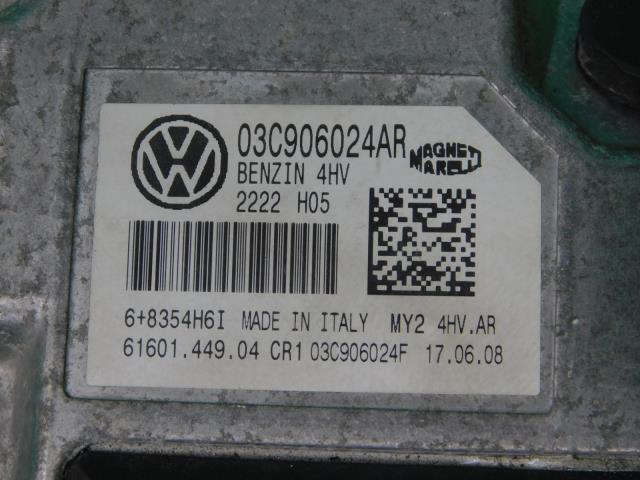 03C906024AR
MAGNETI
MARELLI
BENZIN 4HV
2222 H05
6+8354H6I MADE IN ITALY MY2 4HV.AR
61601.449.04 CR1 03C906024F 17.06.08